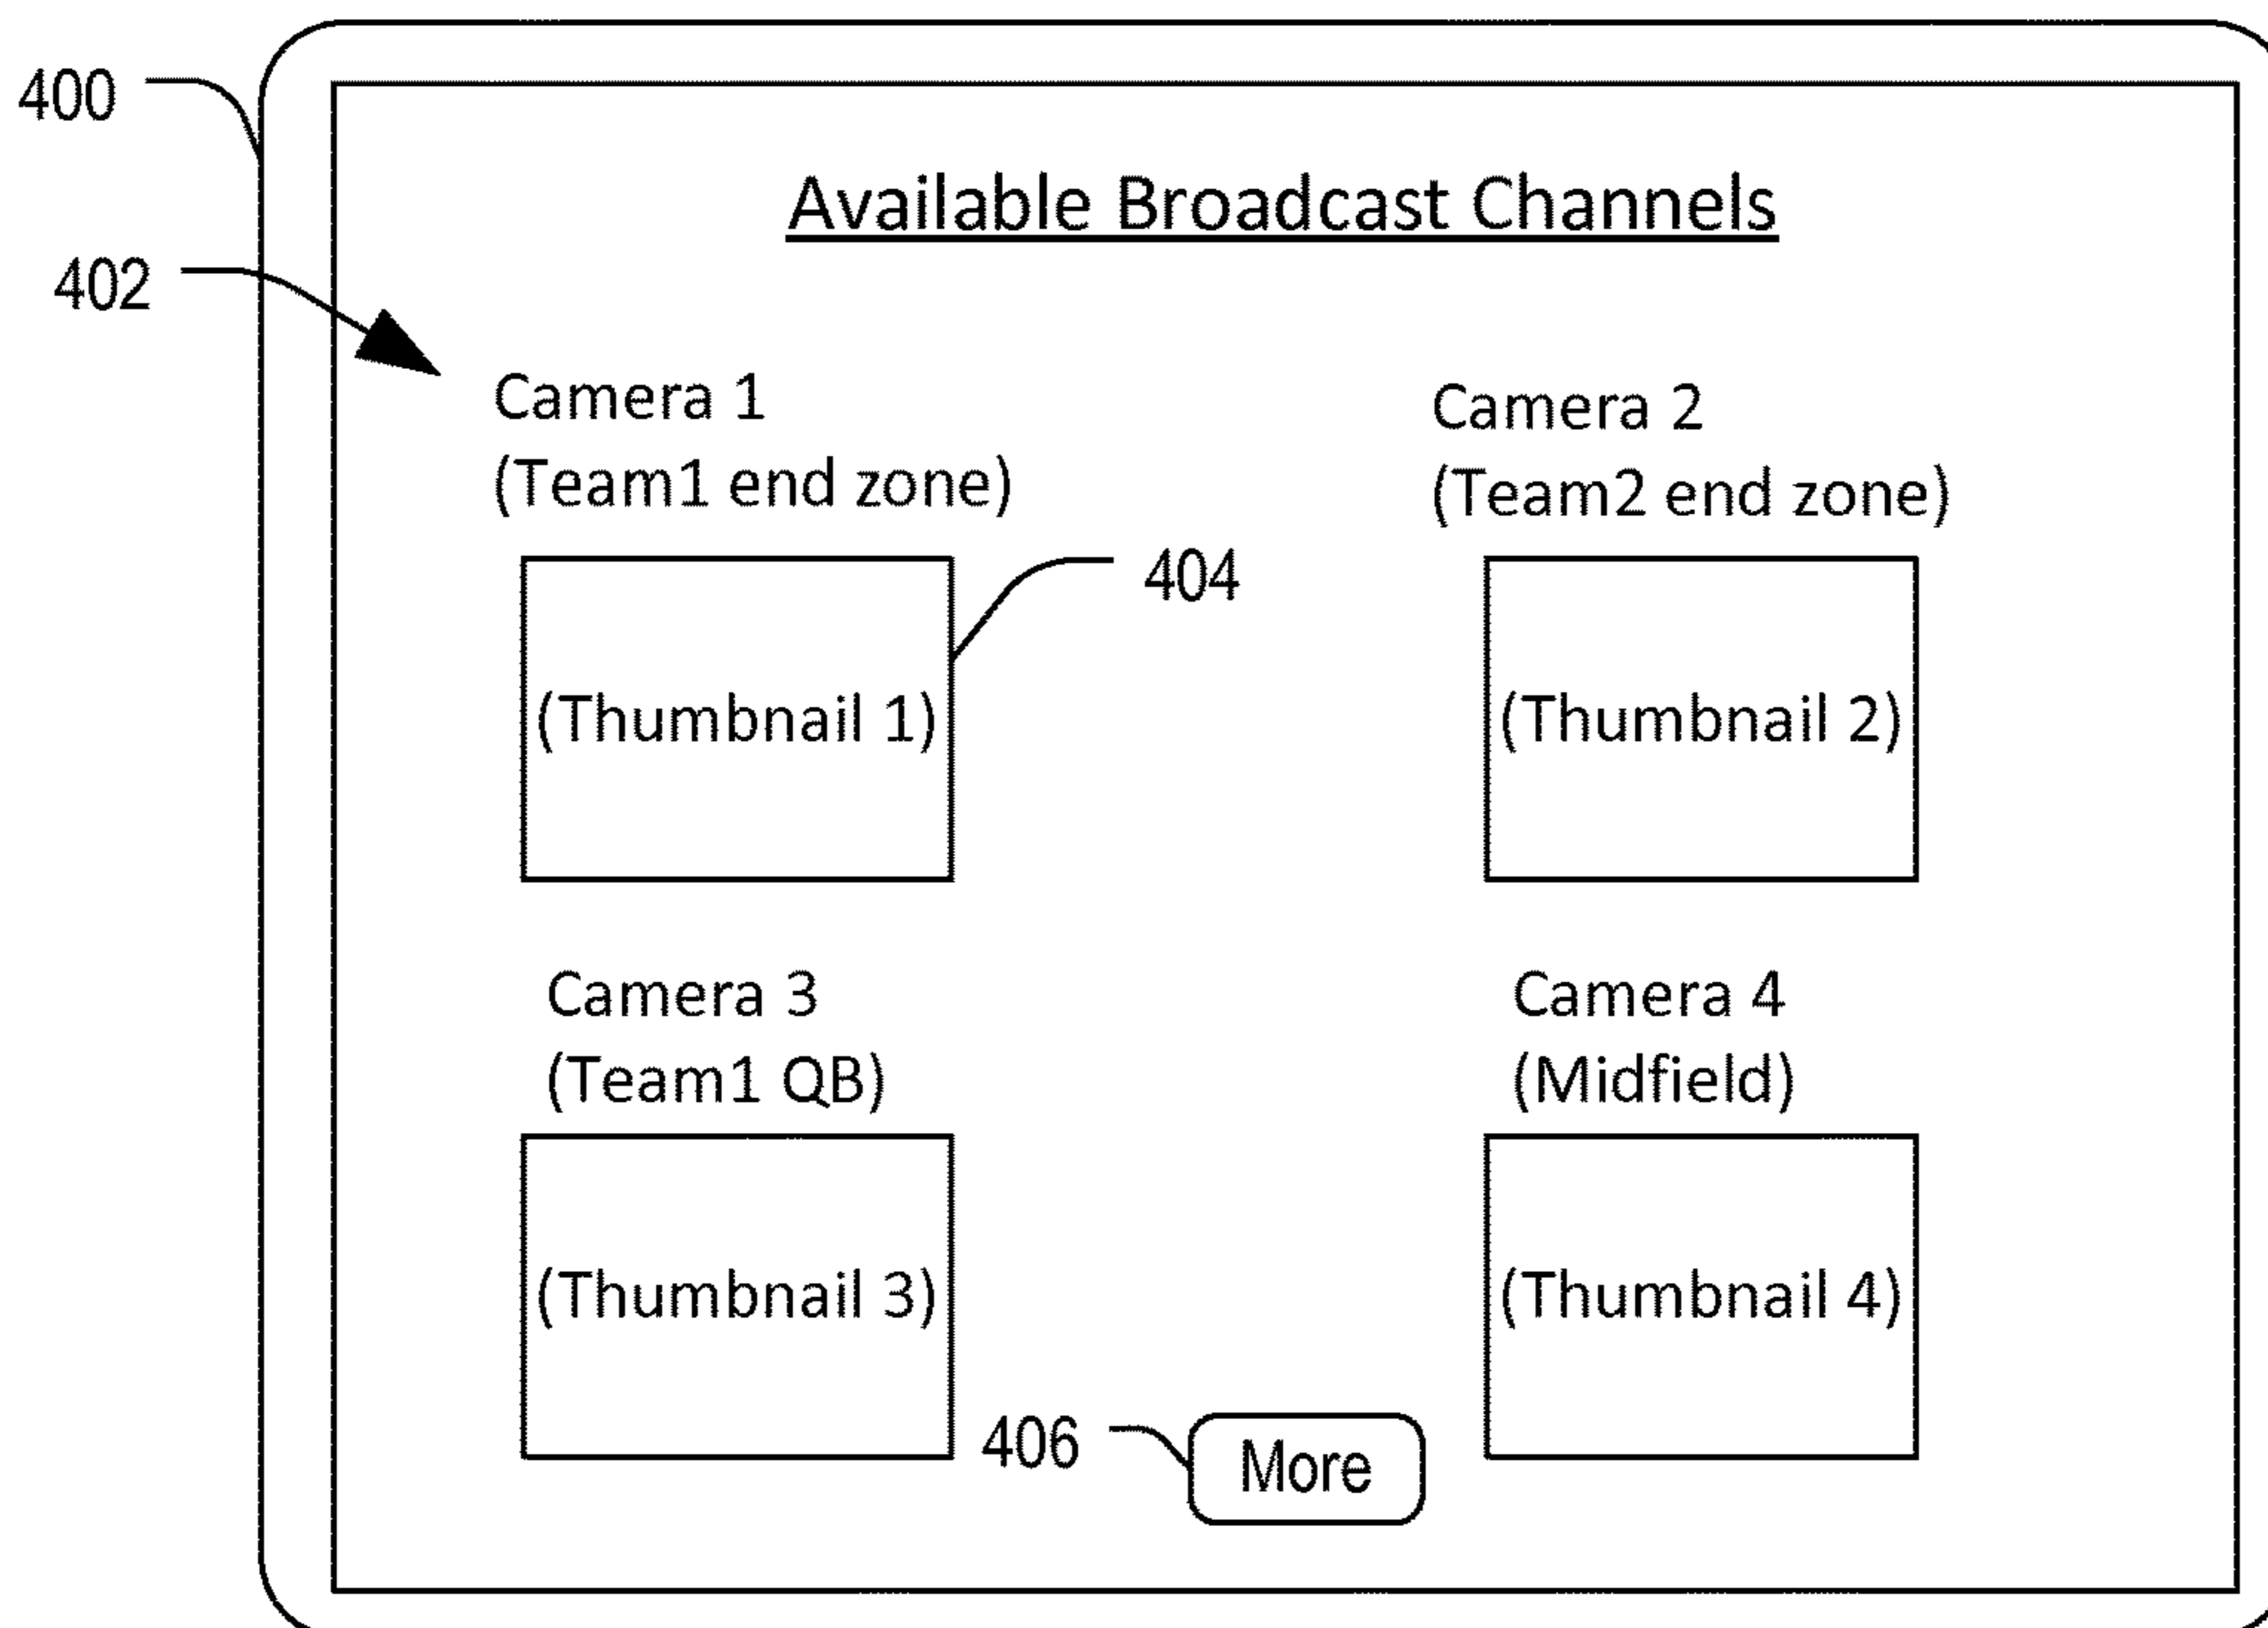 400
Available Broadcast Channels
402
Camera 1
(Team1 end zone)
Camera 2
(Team2 end zone)
404
(Thumbnail 1)
(Thumbnail 2)
Camera 3
(Team1 QB)
Camera 4
(Midfield)
(Thumbnail 3)
(Thumbnail 4)
406
More